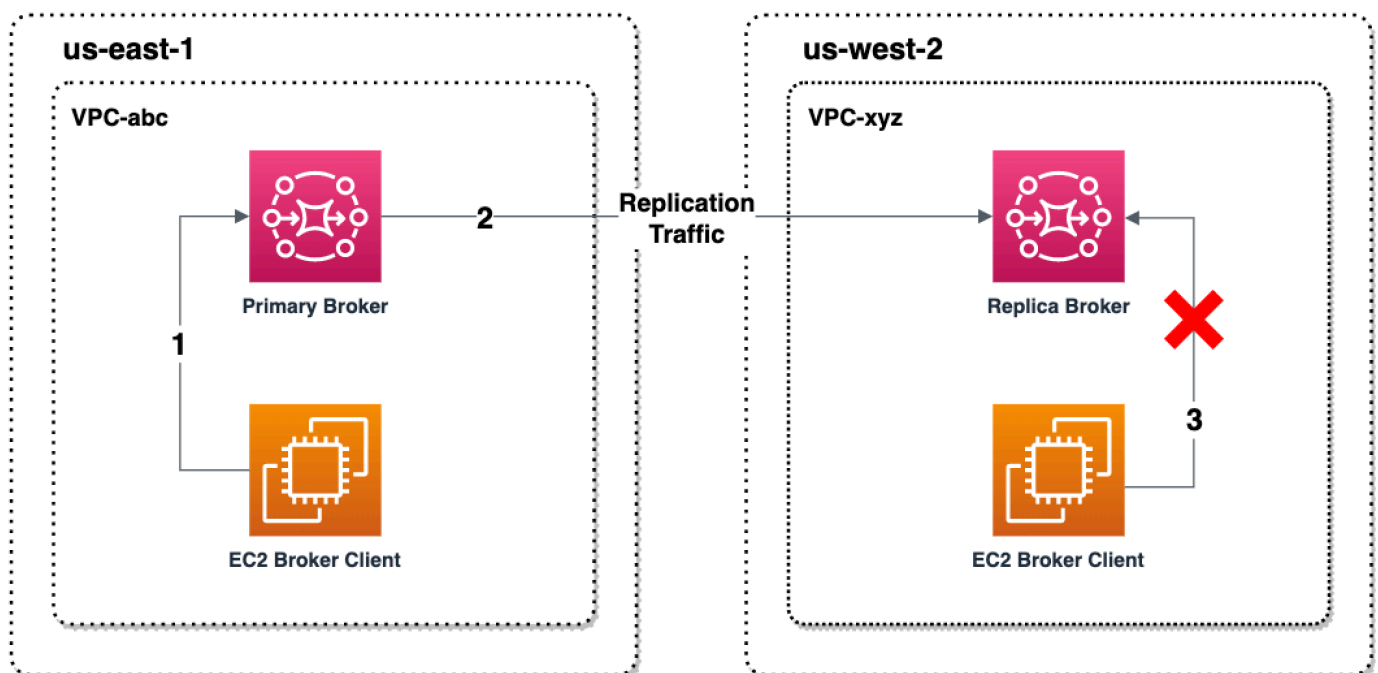 us-east-1
us-west-2
VPC-abc
VPC-xyz
Replication
Traffic
2
Primary Broker
Replica Broker
1
3
EC2 Broker Client
EC2 Broker Client